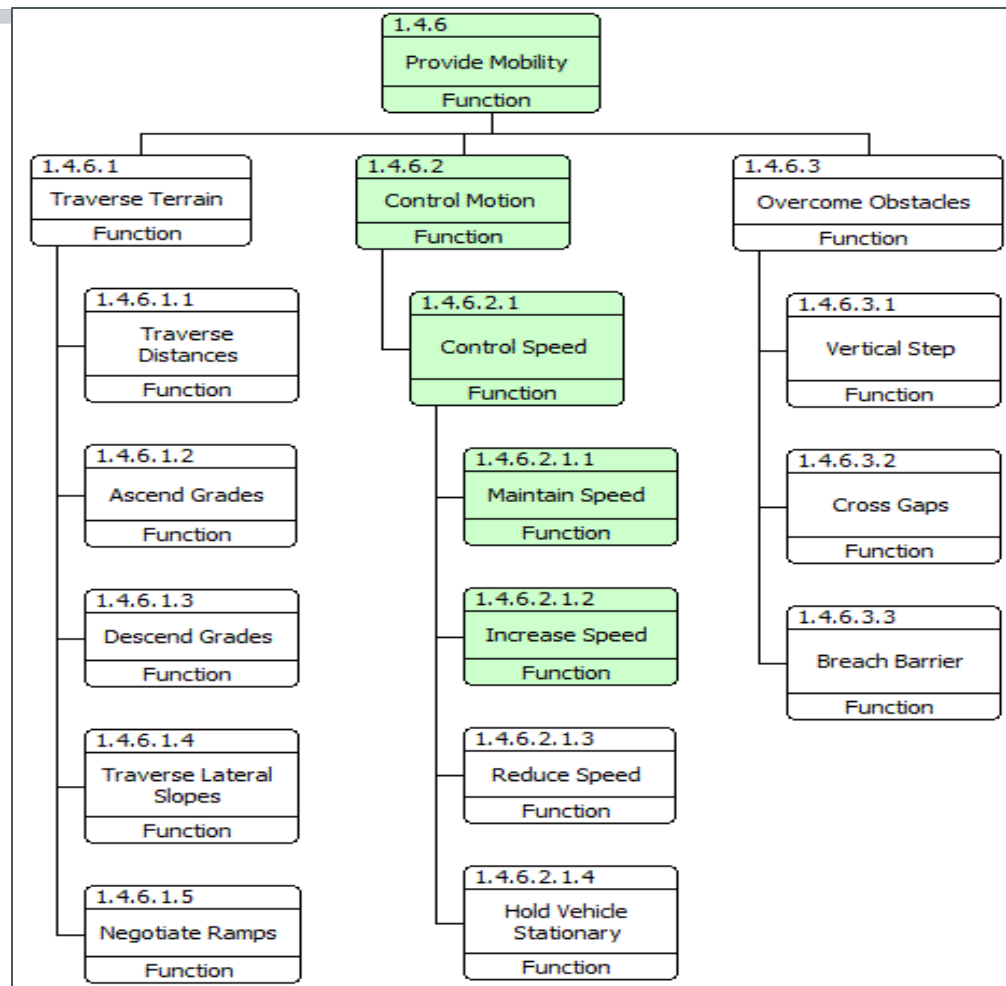 1.4.6
Provide Mobility
Function
1.4.6.1
Traverse Terrain
Function
1.4.6.1.1
Traverse
Distances
Function
1.4.6.1.2
Ascend Grades
Function
1.4.6.1.3
Descend Grades
Function
1.4.6.1.4
Traverse Lateral
Slopes
Function
1.4.6.1.5
Negotiate Ramps
Function
1.4.6.2
Control Motion
Function
1.4.6.2.1
Control Speed
Function
1.4.6.2.1.1
Maintain Speed
Function
1.4.6.2.1.2
Increase Speed
Function
1.4.6.2.1.3
Reduce Speed
Function
1.4.6.2.1.4
Hold Vehicle
Stationary
Function
1.4.6.3
Overcome Obstacles
Function
1.4.6.3.1
Vertical Step
Function
1.4.6.3.2
Cross Gaps
Function
1.4.6.3.3
Breach Barrier
Function